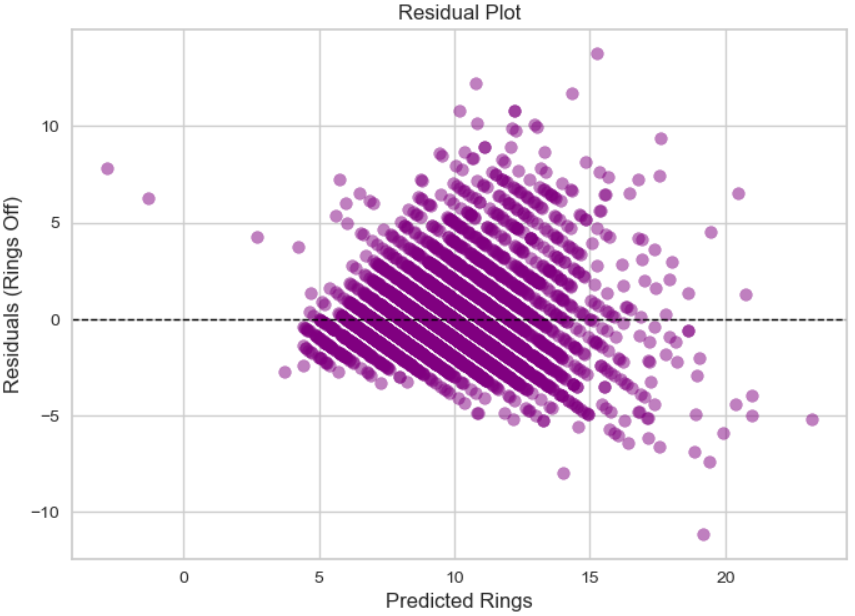 Residual Plot
Residuals (Rings Off)
10
5
0
−5
−10
0 5 10 15 20
Predicted Rings